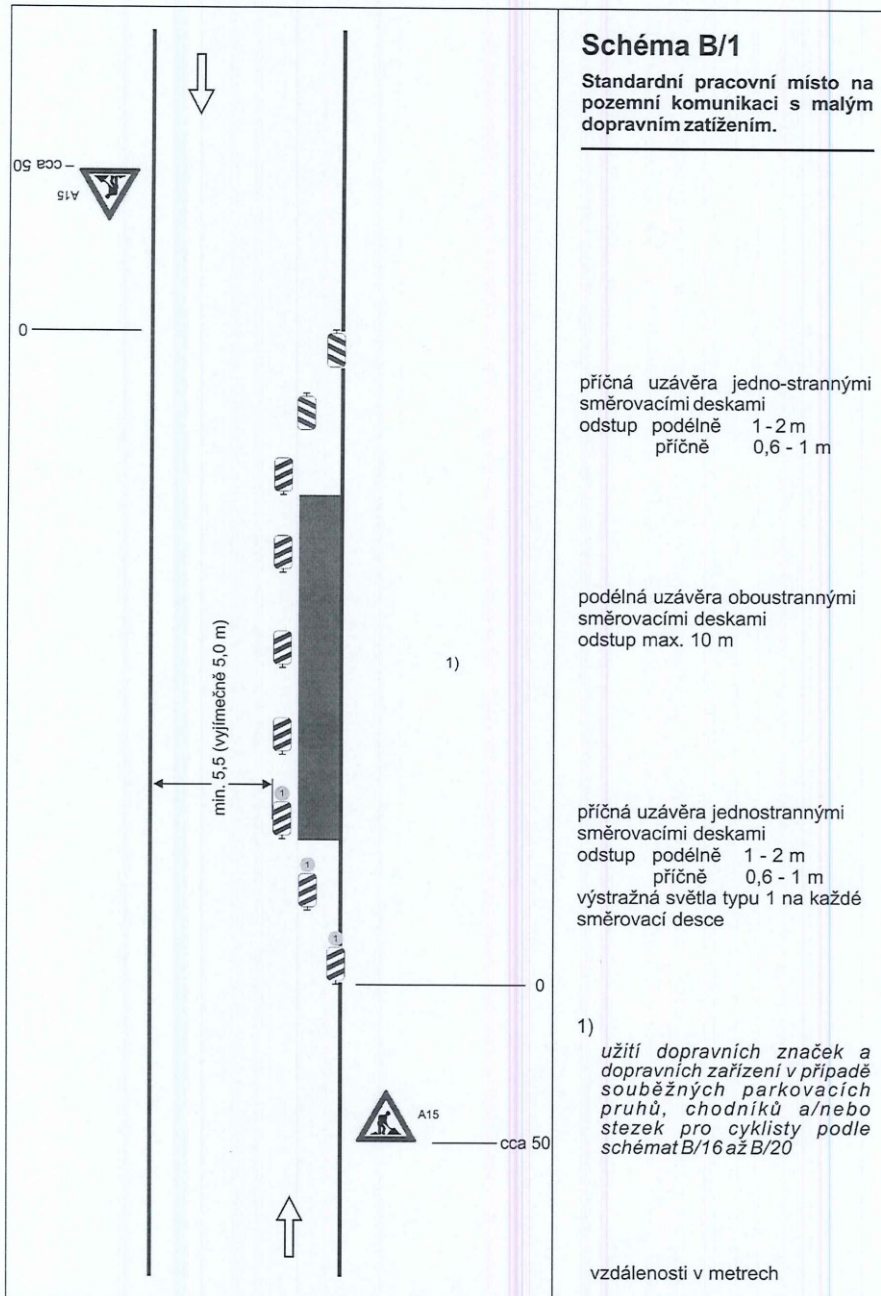 Schéma B/1
Standardní pracovní místo na
pozemní komunikaci s malým
dopravním zatížením.
– cca 50
A15
0
příčná uzávěra jedno-strannými
směrovacími deskami
odstup podélně 1 - 2 m
příčně 0,6 - 1 m
podélná uzávěra oboustrannými
směrovacími deskami
odstup max. 10 m
1)
min. 5,5 (vyjímečně 5,0 m)
1
1
1
příčná uzávěra jednostrannými
směrovacími deskami
odstup podélně 1 - 2 m
příčně 0,6 - 1 m
výstražná světla typu 1 na každé
směrovací desce
0
1)
užití dopravních značek a
dopravních zařízení v případě
souběžných parkovacích
pruhů, chodníků a/nebo
stezek pro cyklisty podle
schémat B/16 až B/20
A15
cca 50
vzdálenosti v metrech